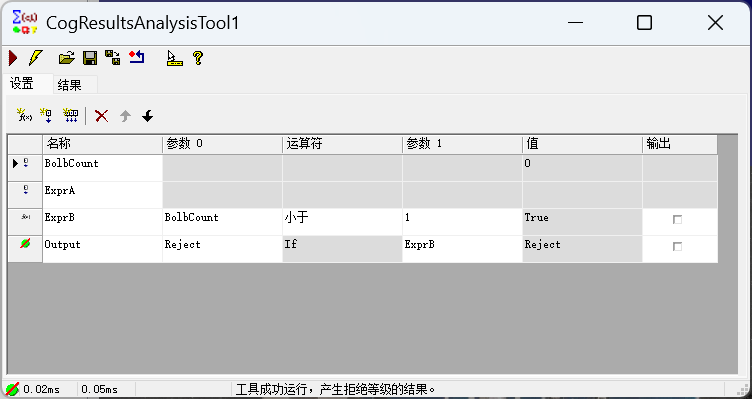 CogResultsAnalysisTool1
设置 结果
名称 参数 0 运算符 参数 1 值 输出
BolbCount 0
ExprA
ExprB BolbCount 小于 1 True
Output Reject If ExprB Reject
0.02ms 0.05ms 工具成功运行，产生拒绝等级的结果。